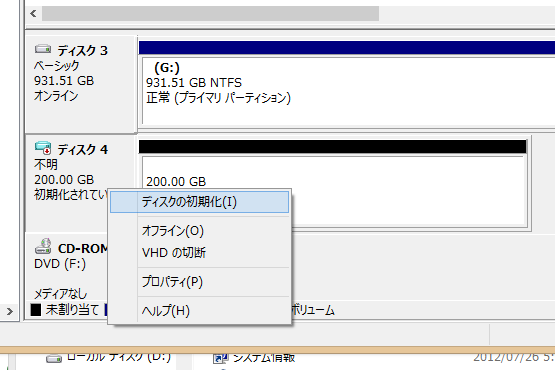 ディスク 3
ベーシック
931.51 GB
オンライン
(G:)
931.51 GB NTFS
正常 (プライマリ パーティション)
ディスク 4
不明
200.00 GB
初期化されてい
200.00 GB
ディスクの初期化(I)
オフライン(O)
VHD の切断
プロパティ(P)
ヘルプ(H)
CD-ROM
DVD (F:)
メディアなし
未割り当て
ボリューム
ローカル ディスク (D:)
システム情報
2012/07/26 5: